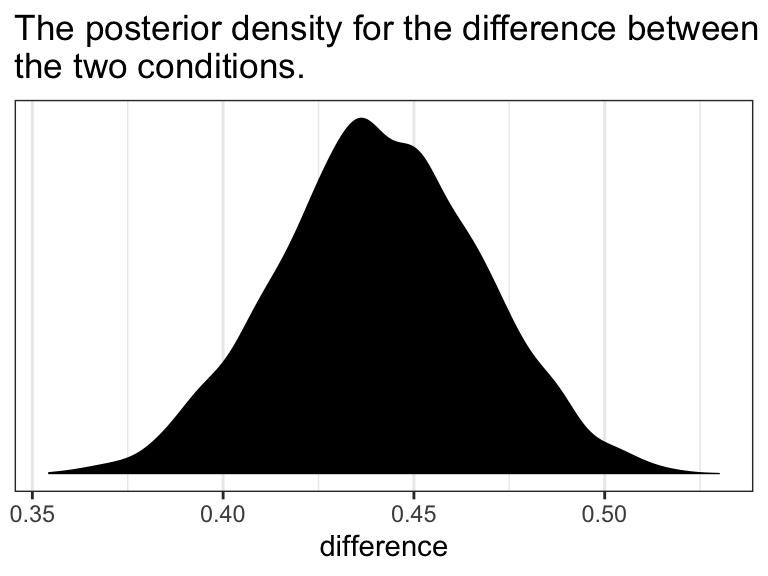 The posterior density for the difference between
the two conditions.
0.35 0.40 0.45 0.50
difference